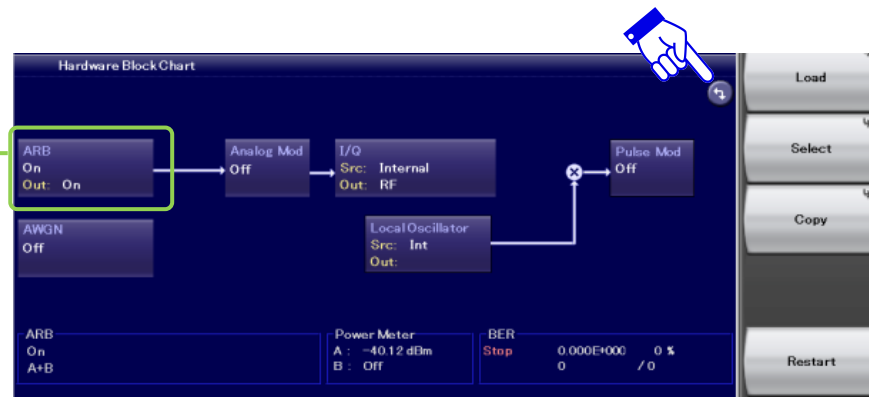 Hardware Block Chart
Load
Select
Copy
Restart
ARB
On
Out: On
Analog Mod
Off
I/Q
Src: Internal
Out: RF
Pulse Mod
Off
AWGN
Off
Local Oscillator
Src: Int
Out:
ARB
On
A+B
Power Meter
A : -40.12 dBm
B : Off
BER
Stop 0.000E+000 0 %
0 / 0